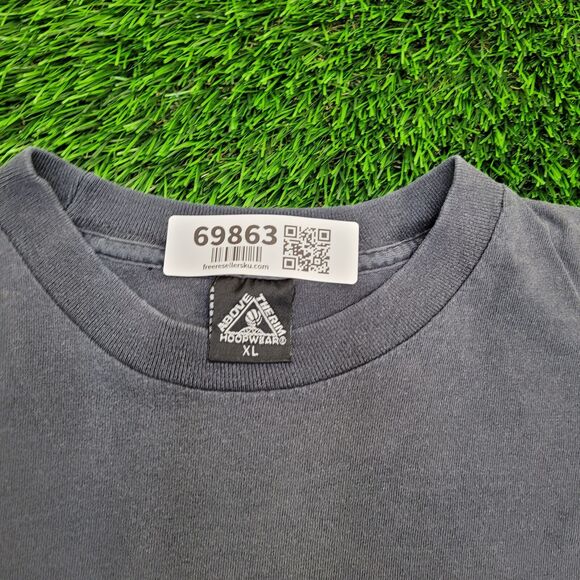 69863
freeresellersku.com
ABOVE THE RIM
HOOPWEAR®
XL